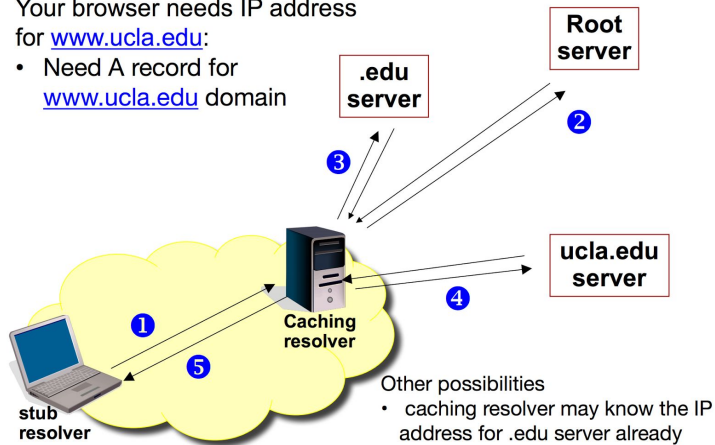 Your browser needs IP address
for www.ucla.edu:
• Need A record for
www.ucla.edu domain
Root
server
.edu
server
2
3
ucla.edu
server
4
Caching
resolver
1
5
stub
resolver
Other possibilities
• caching resolver may know the IP
address for .edu server already